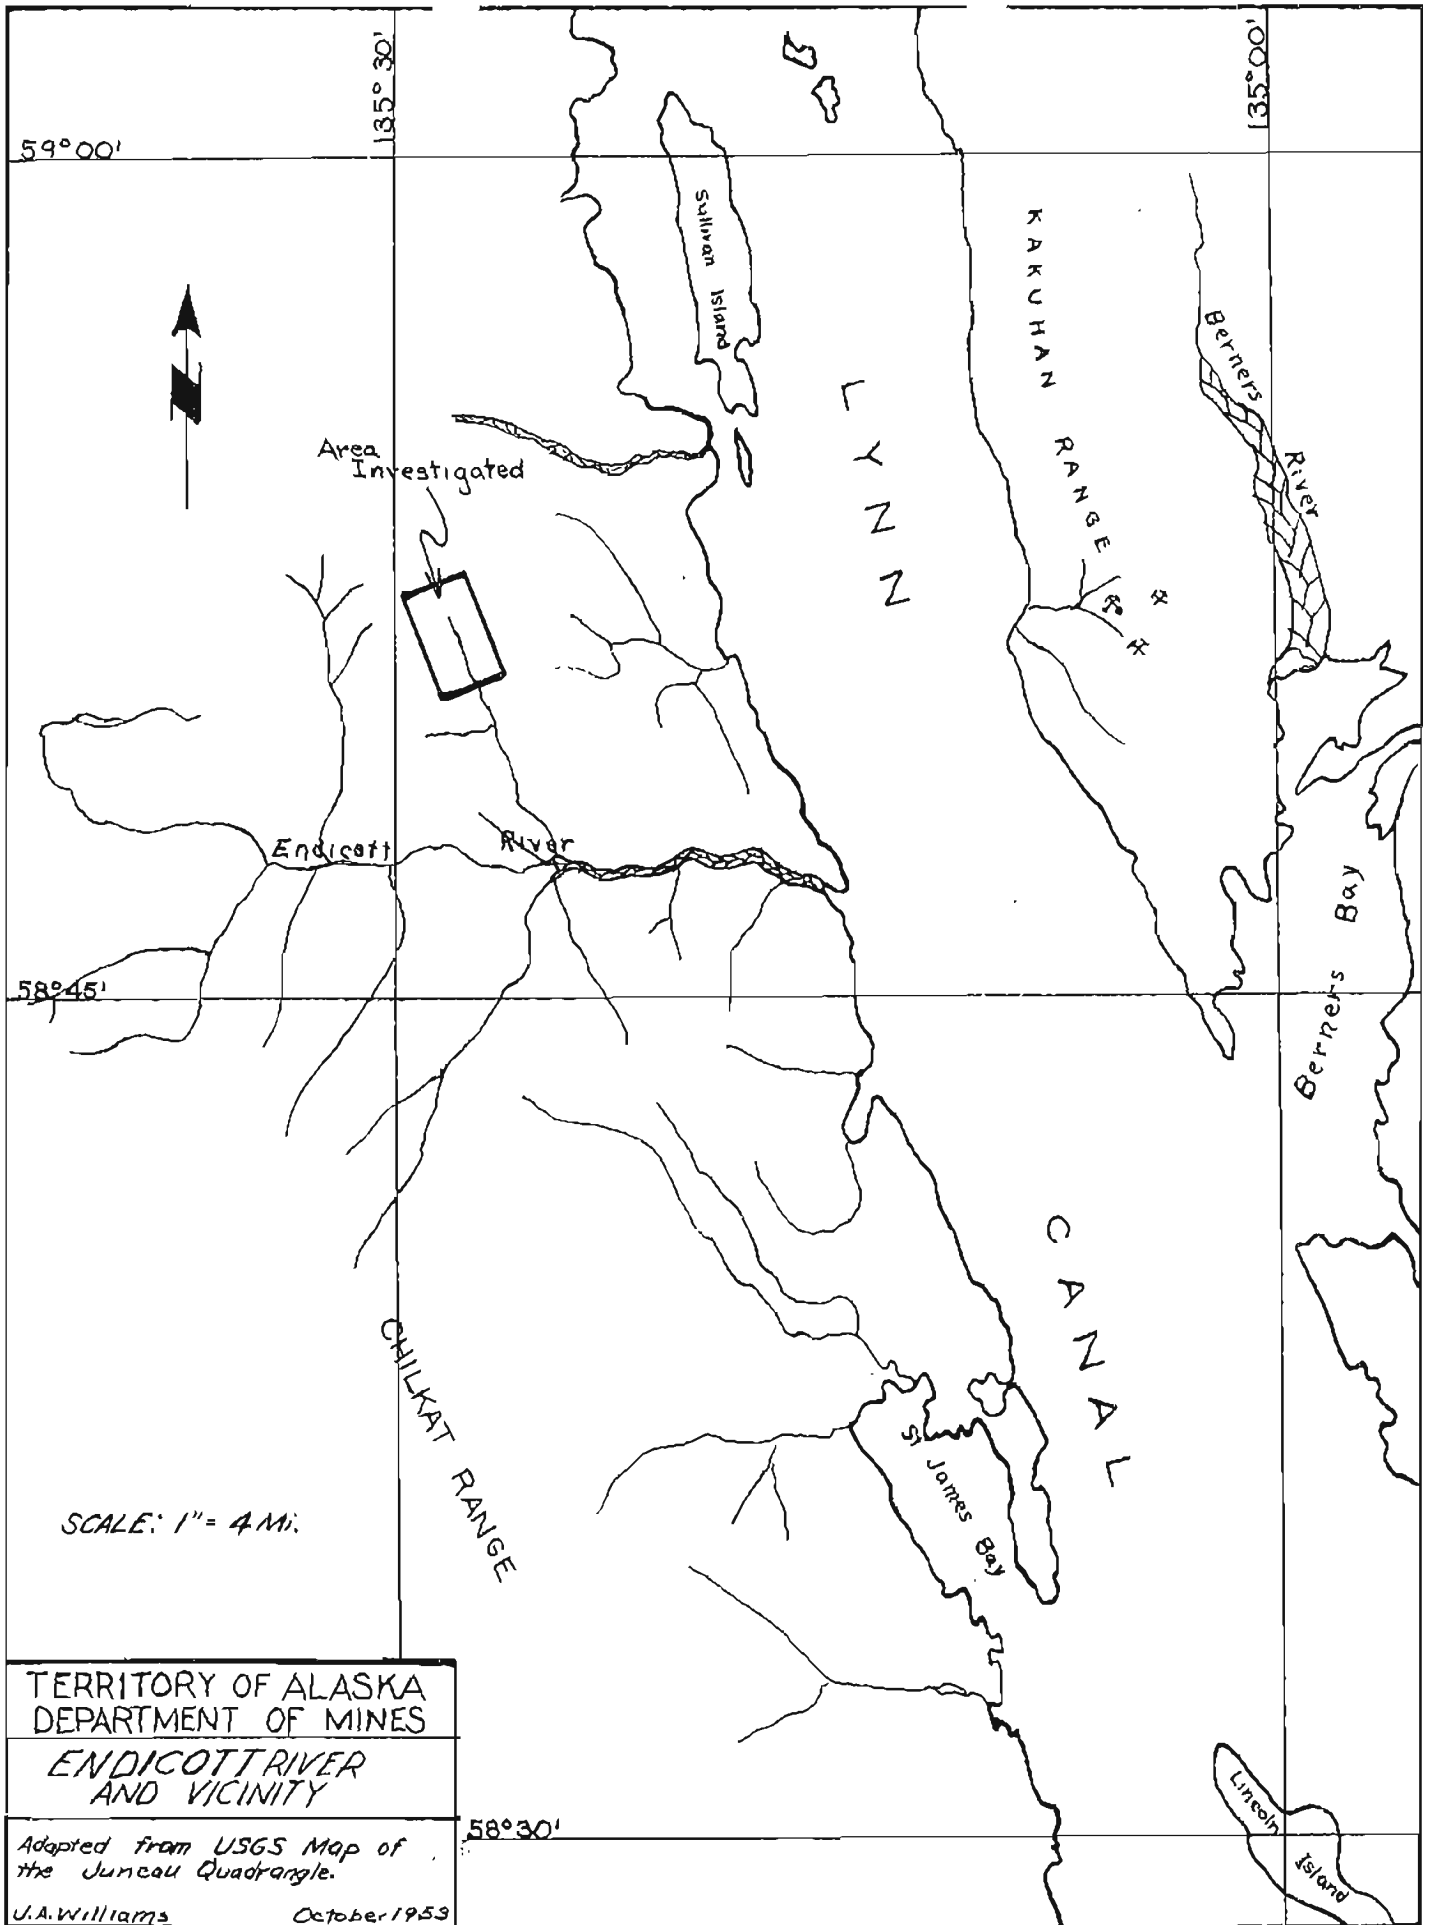 135° 30'
135° 00'
59° 00'
Sullivan Island
KAKUHAN RANGE
Berners River
LYNN
Area
Investigated
Endicott River
Berners Bay
58° 45'
CANAL
CHILKAT RANGE
St James Bay
SCALE: 1" = 4 Mi.
TERRITORY OF ALASKA
DEPARTMENT OF MINES
ENDICOTT RIVER
AND VICINITY
58° 30'
Lincoln Island
Adapted from USGS Map of
the Juneau Quadrangle.
J.A. Williams October 1953